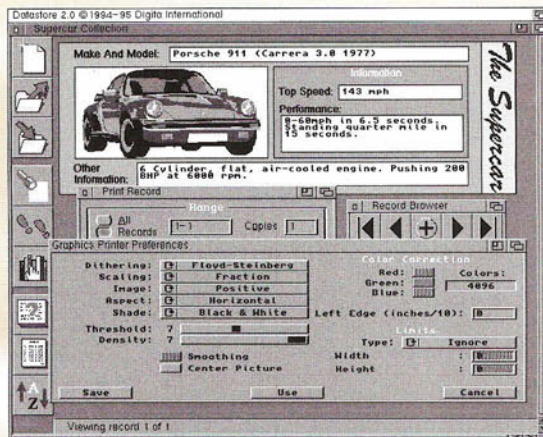 Datastore 2.0 ©1994-95 Digita International
Supercar Collection
Make And Model: Porsche 911 (Carrera 3.0 1977)
The Supercar
Information
Top Speed: 143 mph
Performance:
0-60mph in 6.5 seconds.
Standing quarter mile in
15 seconds.
Other
Information:
6 Cylinder, flat, air-cooled engine. Pushing 200
BHP at 6000 rpm.
Print Record
Range
All
Records
1-1
Copies 1
Record Browser
Graphics Printer Preferences
Dithering: Floyd-Steinberg
Scaling: Fraction
Image: Positive
Aspect: Horizontal
Shade: Black & White
Threshold: 7
Density: 7
Smoothing
Center Picture
Color Correction
Red:
Green:
Blue:
Colors:
4096
Left Edge (inches/10): 0
Limits
Type: Ignore
Width : 0
Height : 0
Save
Use
Cancel
A
Z
Viewing record 1 of 1